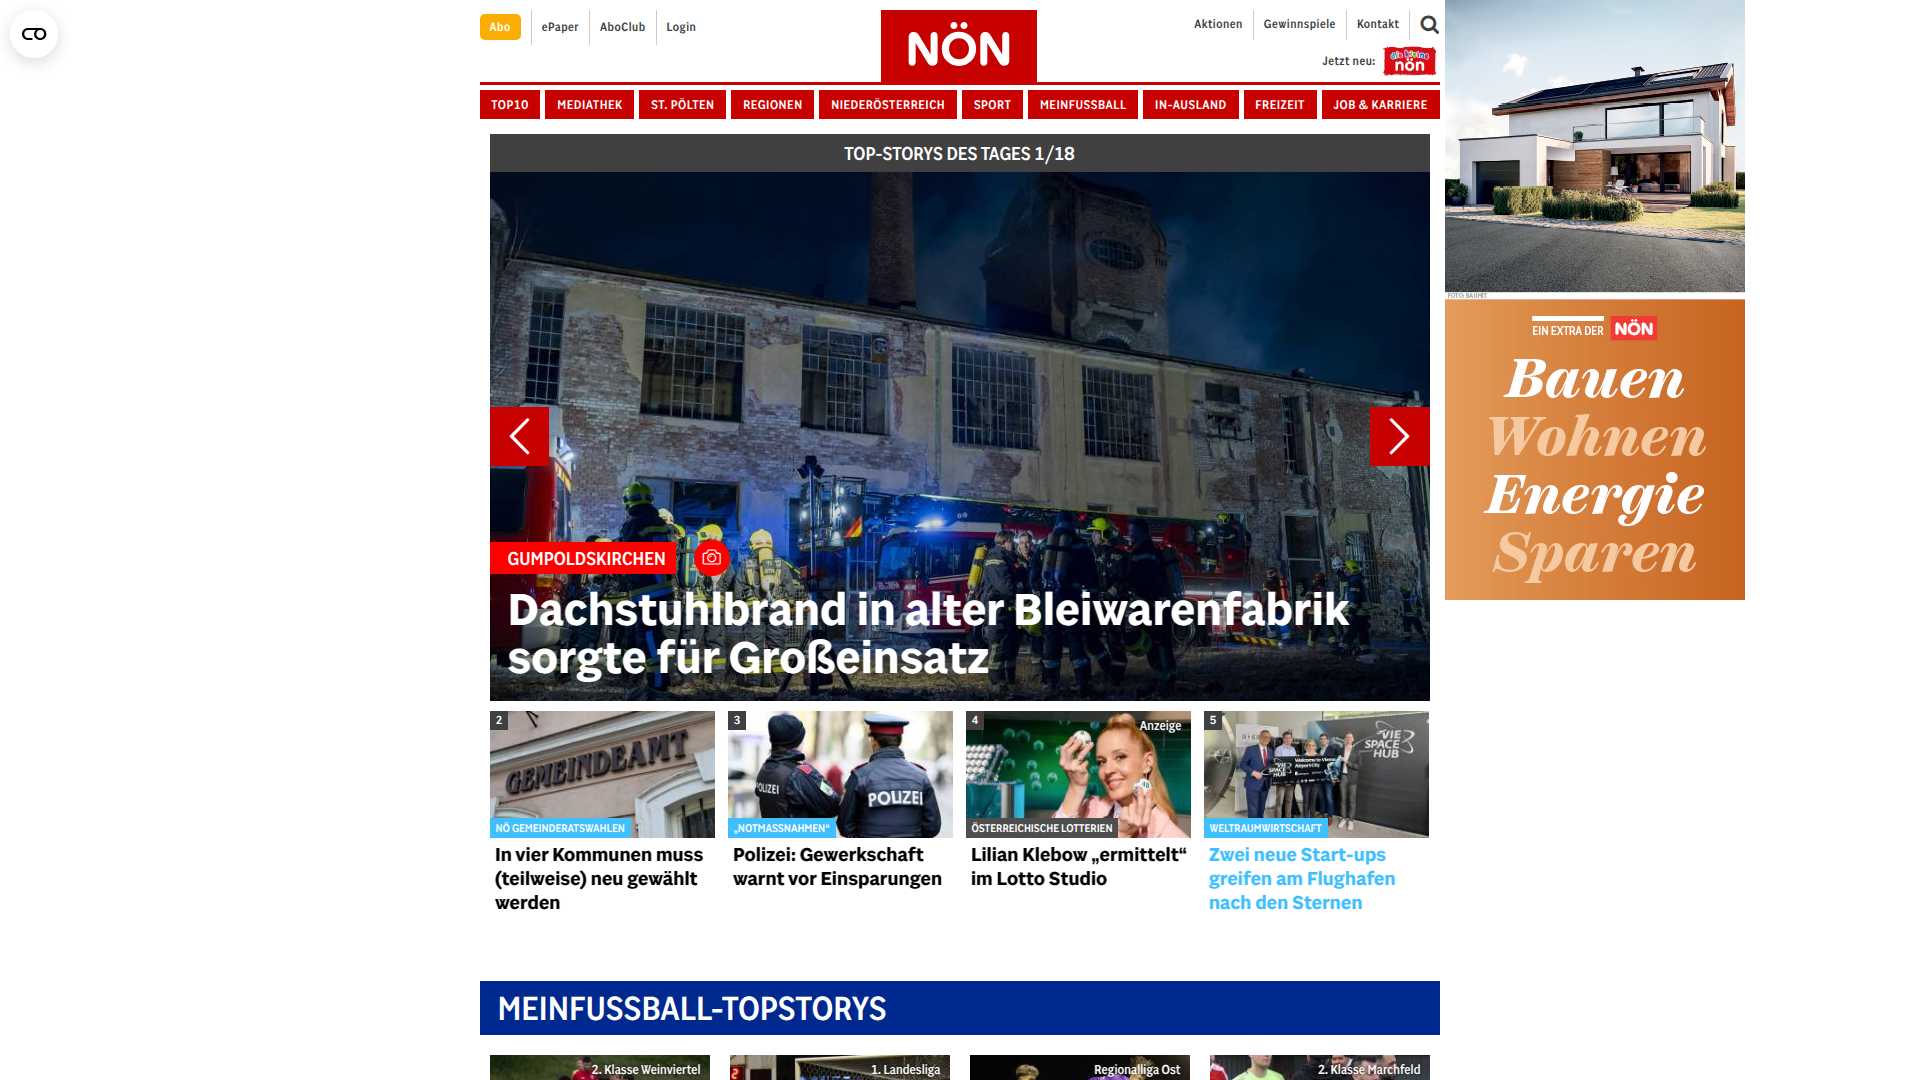 Abo
ePaper
AboClub
Login
NÖN
Aktionen
Gewinnspiele
Kontakt
Jetzt neu:
die kleine
nön
TOP10
MEDIATHEK
ST. PÖLTEN
REGIONEN
NIEDERÖSTERREICH
SPORT
MEINFUSSBALL
IN-AUSLAND
FREIZEIT
JOB & KARRIERE
TOP-STORYS DES TAGES 1/18
GUMPOLDSKIRCHEN
Dachstuhlbrand in alter Bleiwarenfabrik
sorgte für Großeinsatz
FOTO: BAUMIT
EIN EXTRA DER NÖN
Bauen
Wohnen
Energie
Sparen
2
GEMEINDEAMT
NÖ GEMEINDERATSWAHLEN
In vier Kommunen muss
(teilweise) neu gewählt
werden
3
POLIZEI
POLIZEI
„NOTMASSNAHMEN“
Polizei: Gewerkschaft
warnt vor Einsparungen
4
Anzeige
ÖSTERREICHISCHE LOTTERIEN
Lilian Klebow „ermittelt“
im Lotto Studio
5
VIE
SPACE
HUB
WELTRAUMWIRTSCHAFT
Zwei neue Start-ups
greifen am Flughafen
nach den Sternen
MEINFUSSBALL-TOPSTORYS
2. Klasse Weinviertel
1. Landesliga
Regionalliga Ost
2. Klasse Marchfeld